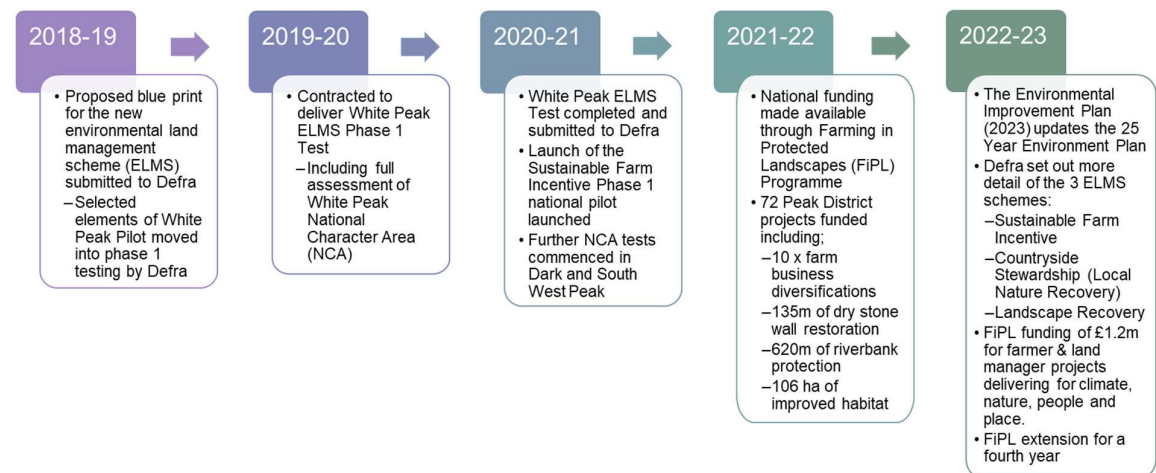 2018-19
• Proposed blue print
for the new
environmental land
management
scheme (ELMS)
submitted to Defra
–Selected
elements of White
Peak Pilot moved
into phase 1
testing by Defra
2019-20
• Contracted to
deliver White Peak
ELMS Phase 1
Test
–Including full
assessment of
White Peak
National
Character Area
(NCA)
2020-21
• White Peak ELMS
Test completed and
submitted to Defra
• Launch of the
Sustainable Farm
Incentive Phase 1
national pilot
launched
• Further NCA tests
commenced in
Dark and South
West Peak
2021-22
• National funding
made available
through Farming in
Protected
Landscapes (FiPL)
Programme
• 72 Peak District
projects funded
including;
–10 x farm
business
diversifications
–135m of dry stone
wall restoration
–620m of riverbank
protection
–106 ha of
improved habitat
2022-23
• The Environmental
Improvement Plan
(2023) updates the 25
Year Environment Plan
• Defra set out more
detail of the 3 ELMS
schemes:
–Sustainable Farm
Incentive
–Countryside
Stewardship (Local
Nature Recovery)
–Landscape Recovery
• FiPL funding of £1.2m
for farmer & land
manager projects
delivering for climate,
nature, people and
place.
• FiPL extension for a
fourth year